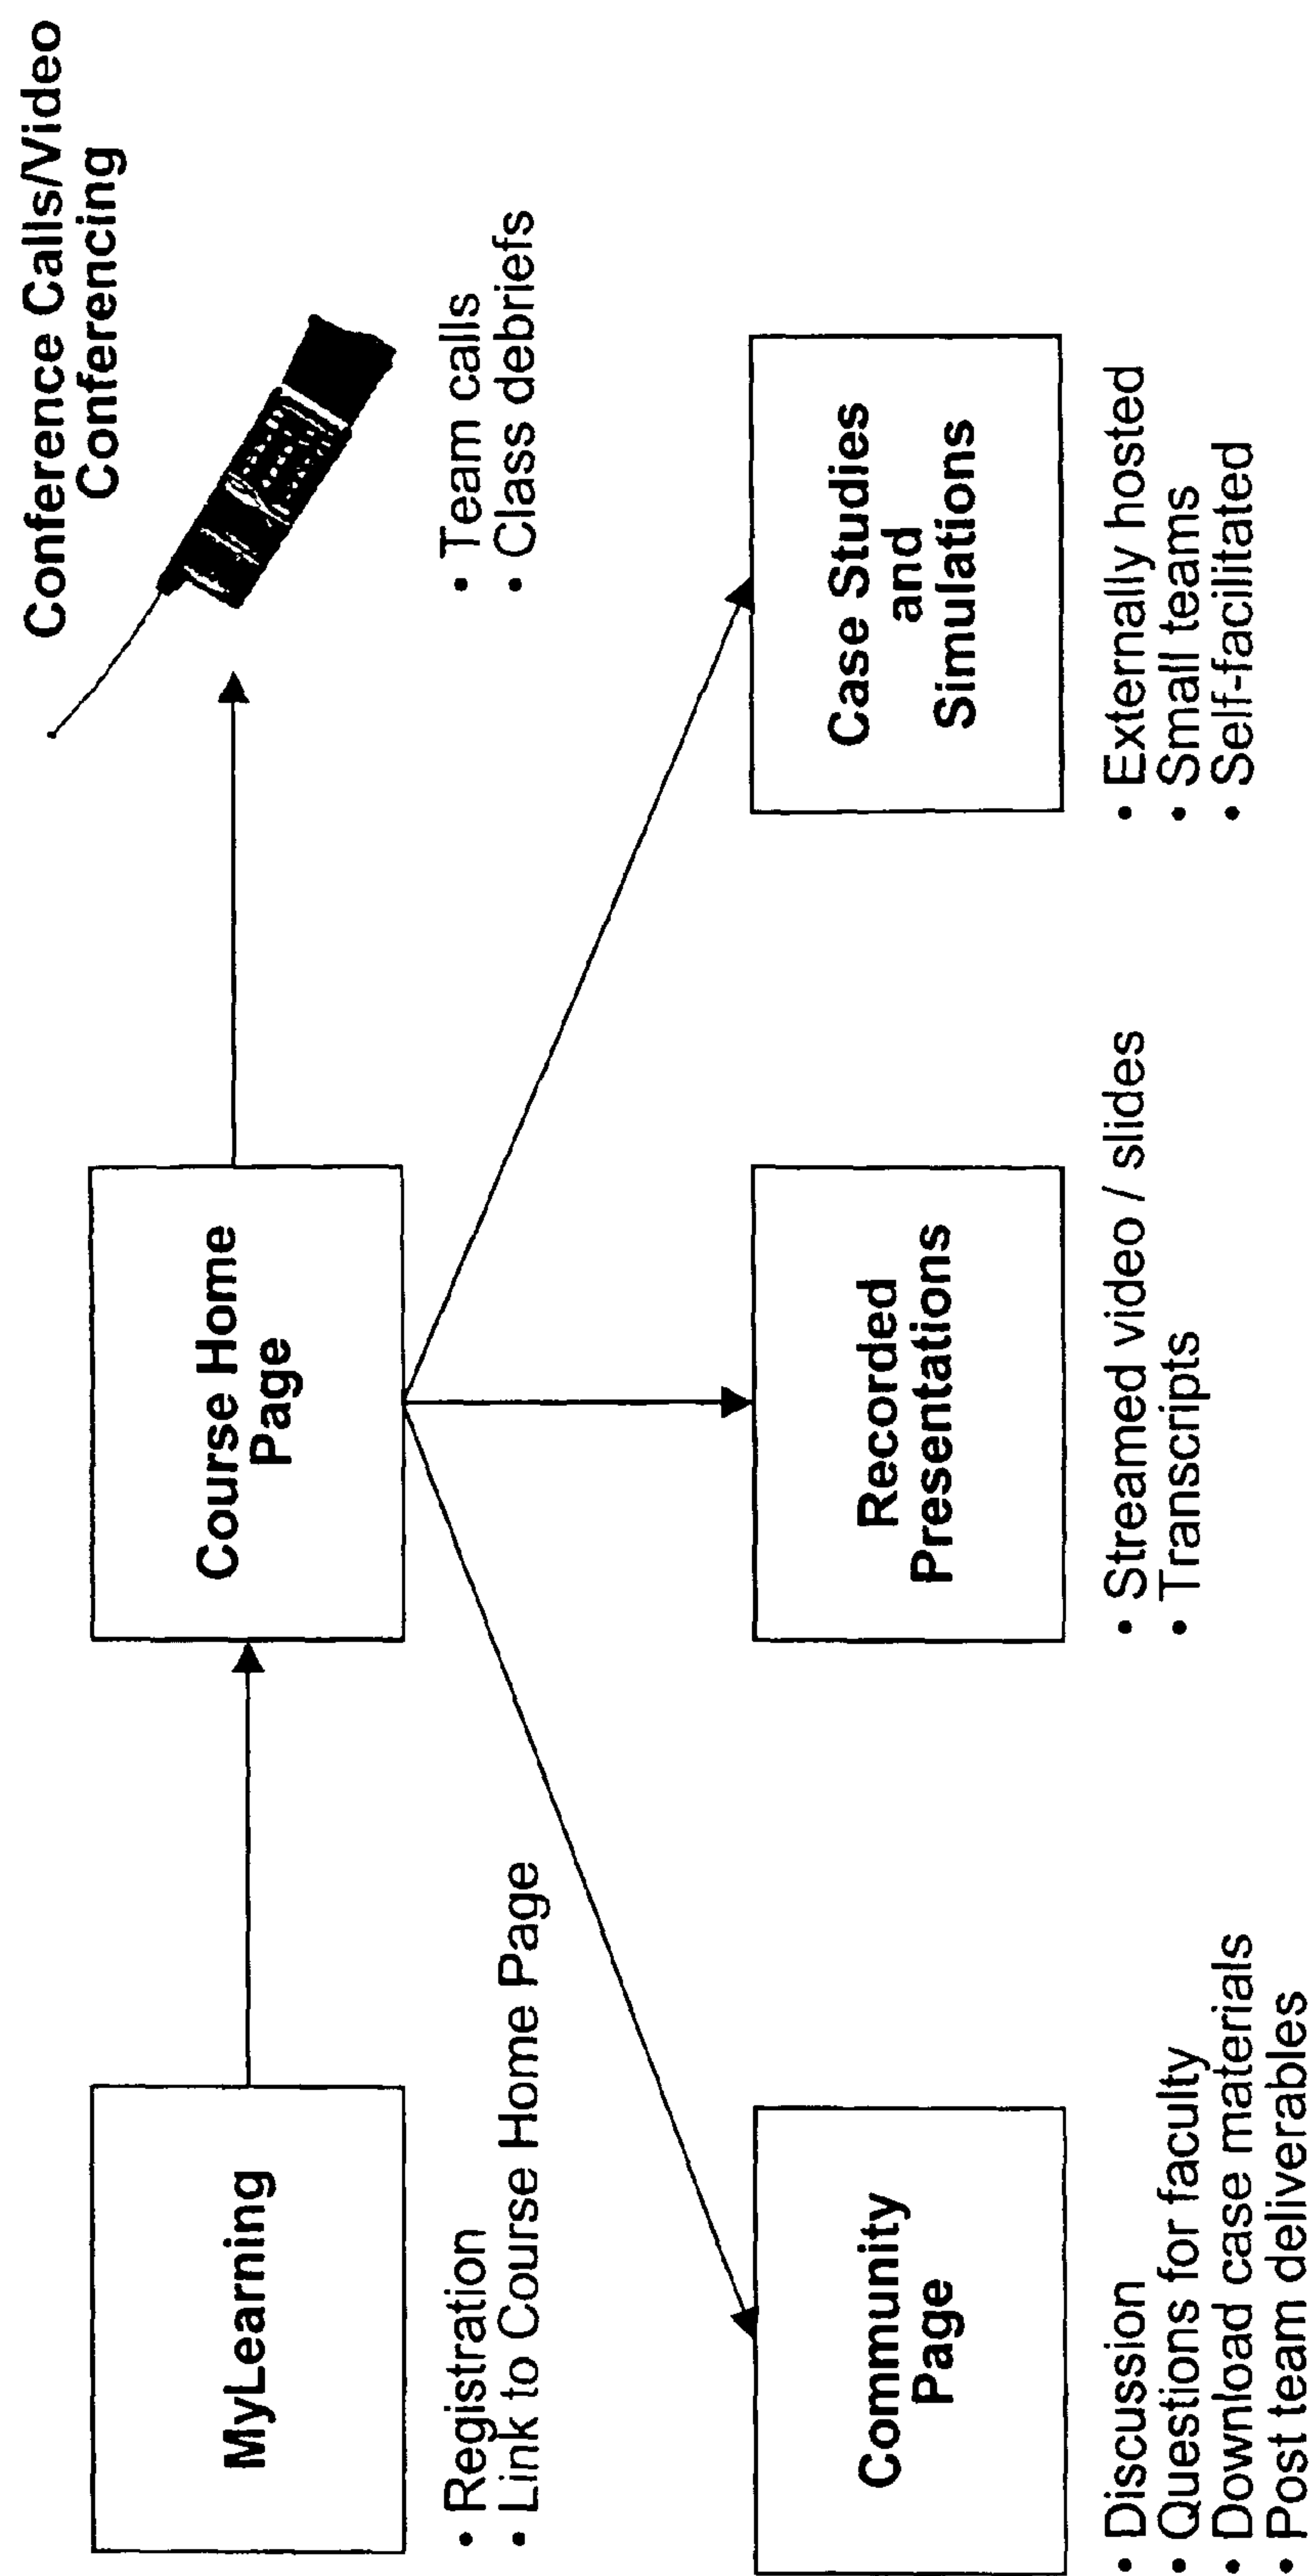 Conference Calls/Video
Conferencing
• Team calls
• Class debriefs
Course Home
Page
MyLearning
• Registration
• Link to Course Home Page
Community
Page
• Discussion
• Questions for faculty
• Download case materials
• Post team deliverables
Recorded
Presentations
• Streamed video / slides
• Transcripts
Case Studies
and
Simulations
• Externally hosted
• Small teams
• Self-facilitated